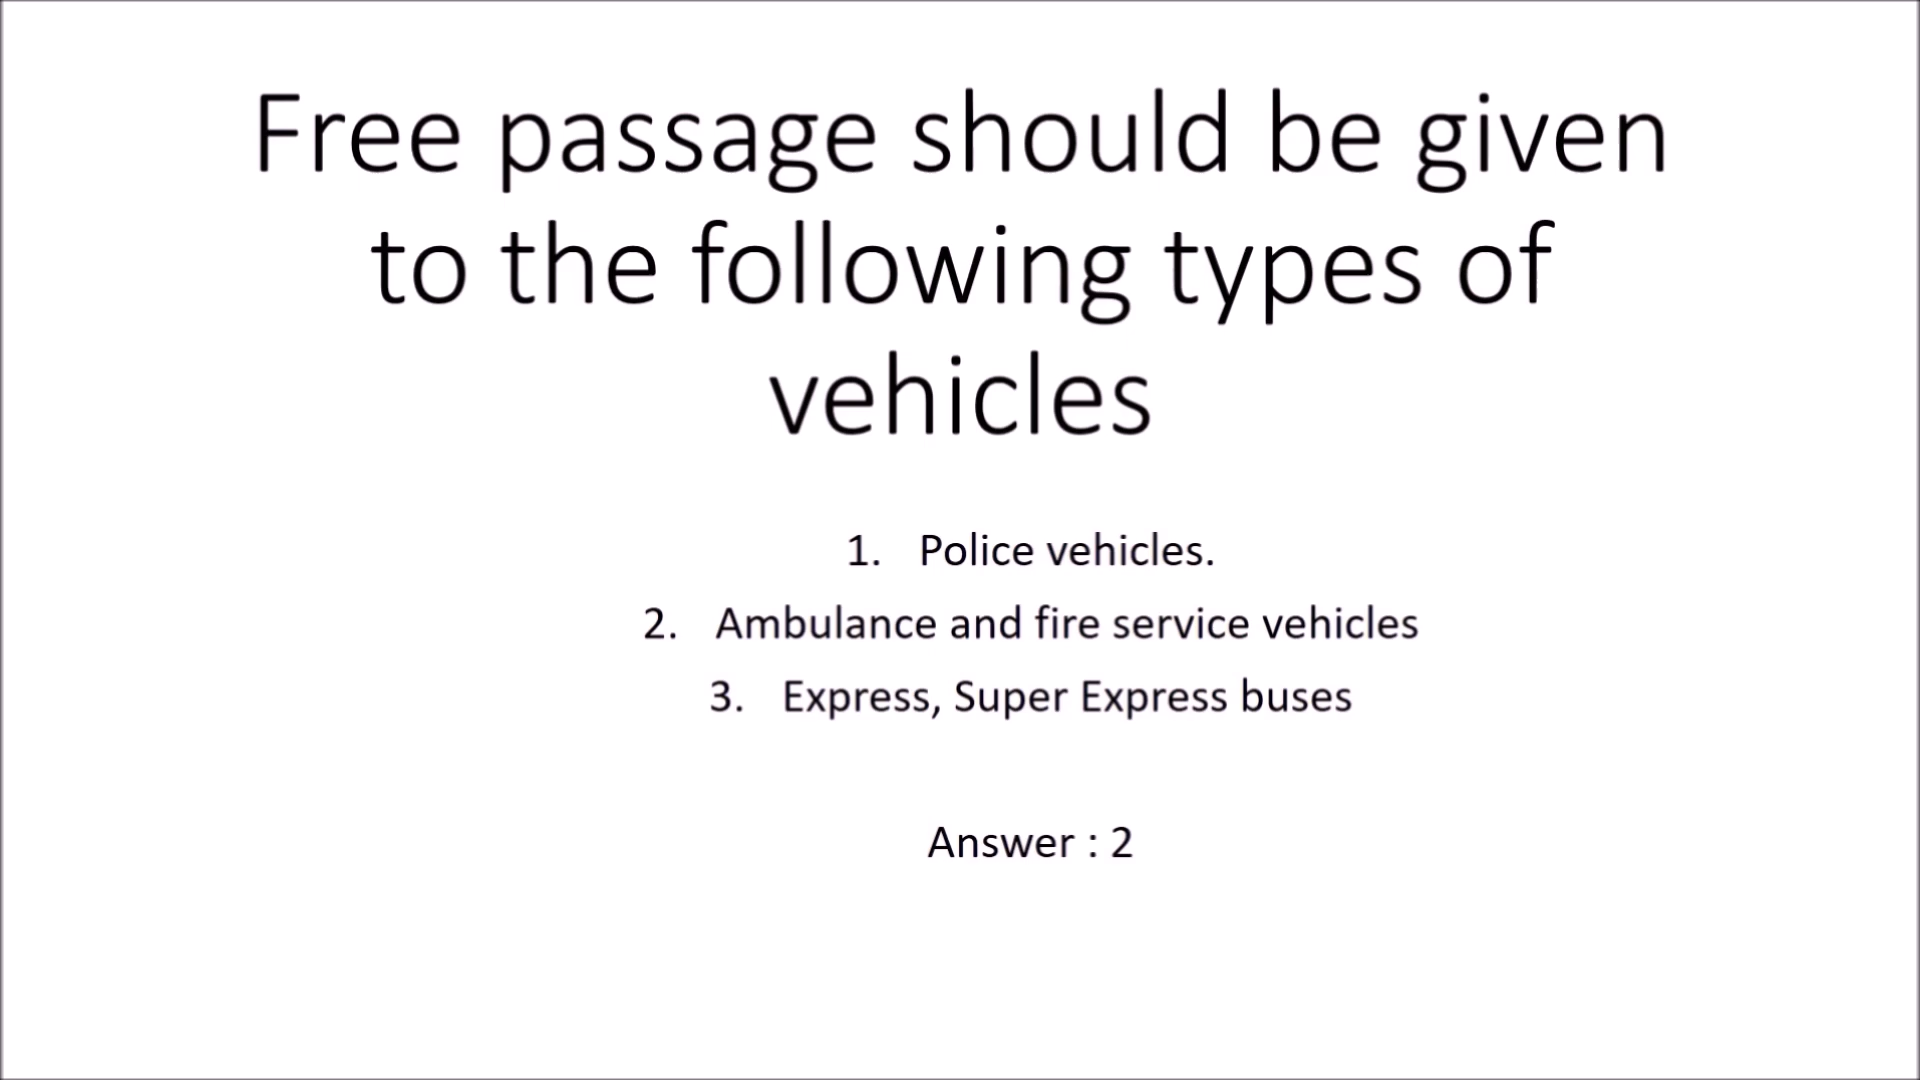 Free passage should be given
to the following types of
vehicles
1. Police vehicles.
2. Ambulance and fire service vehicles
3. Express, Super Express buses
Answer : 2